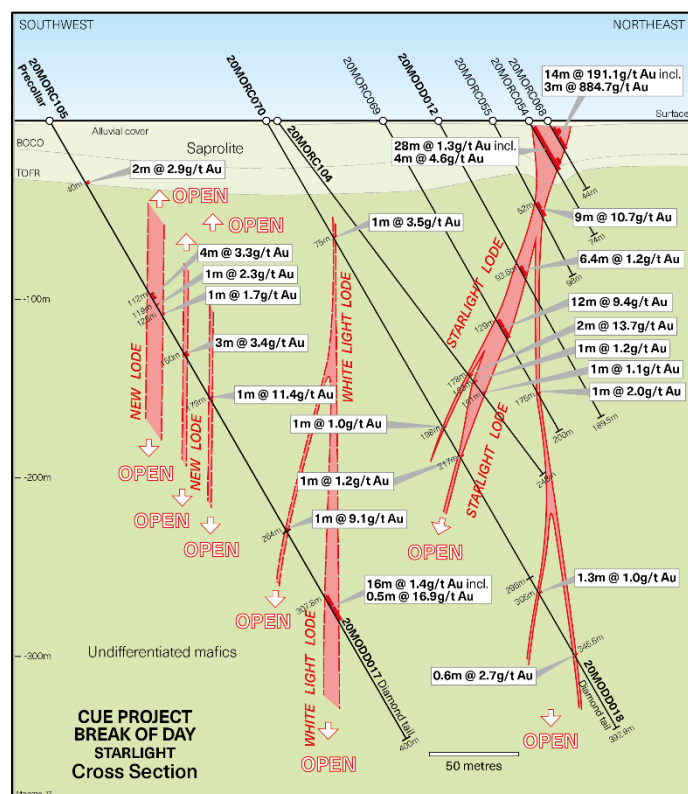 SOUTHWEST
NORTHEAST
20MORC105
Precollar
20MORC070
20MORC104
20MORC069
20MODD012
20MORC055
20MORC054
20MORC068
14m @ 191.1g/t Au incl.
3m @ 884.7g/t Au
Surface
Alluvial cover
BOCO
Saprolite
TOFR
28m @ 1.3g/t Au incl.
4m @ 4.6g/t Au
2m @ 2.9g/t Au
40m
44m
OPEN
OPEN
52m
74m
9m @ 10.7g/t Au
1m @ 3.5g/t Au
75m
4m @ 3.3g/t Au
93.8m
98m
6.4m @ 1.2g/t Au
1m @ 2.3g/t Au
-100m
112m
119m
1m @ 1.7g/t Au
STARLIGHT LODE
12m @ 9.4g/t Au
129m
2m @ 13.7g/t Au
3m @ 3.4g/t Au
150m
WHITE LIGHT LODE
1m @ 1.2g/t Au
178m
1m @ 1.1g/t Au
1m @ 11.4g/t Au
179m
175m
1m @ 2.0g/t Au
NEW LODE
NEW LODE
1m @ 1.0g/t Au
198m
200m
189.5m
STARLIGHT LODE
217m
OPEN
-200m
1m @ 1.2g/t Au
OPEN
OPEN
OPEN
1m @ 9.1g/t Au
264m
OPEN
296m
305m
1.3m @ 1.0g/t Au
16m @ 1.4g/t Au incl.
0.5m @ 16.9g/t Au
307.8m
Undifferentiated mafics
-300m
345.5m
0.6m @ 2.7g/t Au
WHITE LIGHT LODE
20MODD017 Diamond tail
400m
20MODD018
Diamond tail
392.9m
CUE PROJECT
BREAK OF DAY
STARLIGHT
Cross Section
OPEN
OPEN
50 metres